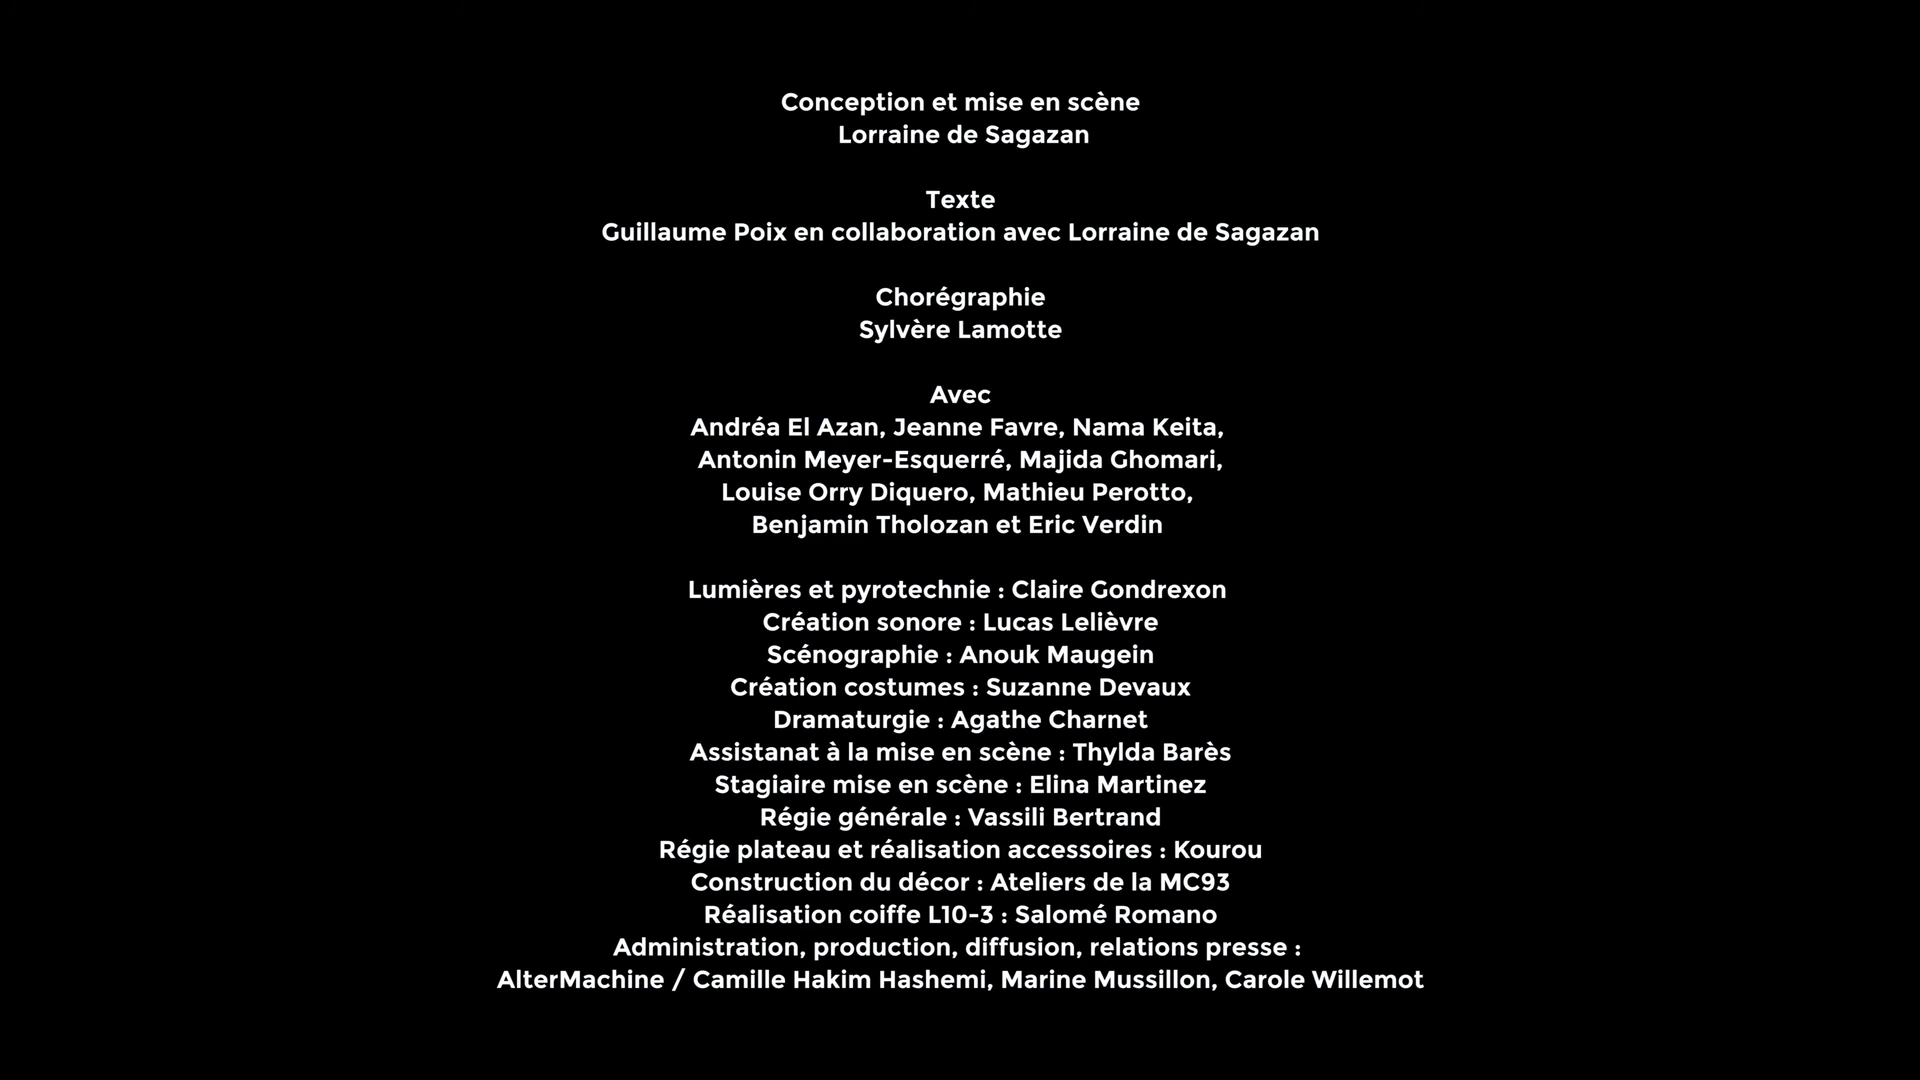 Conception et mise en scène
Lorraine de Sagazan
Texte
Guillaume Poix en collaboration avec Lorraine de Sagazan
Chorégraphie
Sylvère Lamotte
Avec
Andréa El Azan, Jeanne Favre, Nama Keita,
Antonin Meyer-Esquerré, Majida Ghomari,
Louise Orry Diquero, Mathieu Perotto,
Benjamin Tholozan et Eric Verdin
Lumières et pyrotechnie : Claire Gondrexon
Création sonore : Lucas Lelièvre
Scénographie : Anouk Maugein
Création costumes : Suzanne Devaux
Dramaturgie : Agathe Charnet
Assistanat à la mise en scène : Thylda Barès
Stagiaire mise en scène : Elina Martinez
Régie générale : Vassili Bertrand
Régie plateau et réalisation accessoires : Kourou
Construction du décor : Ateliers de la MC93
Réalisation coiffe L10-3 : Salomé Romano
Administration, production, diffusion, relations presse :
AlterMachine / Camille Hakim Hashemi, Marine Mussillon, Carole Willemot